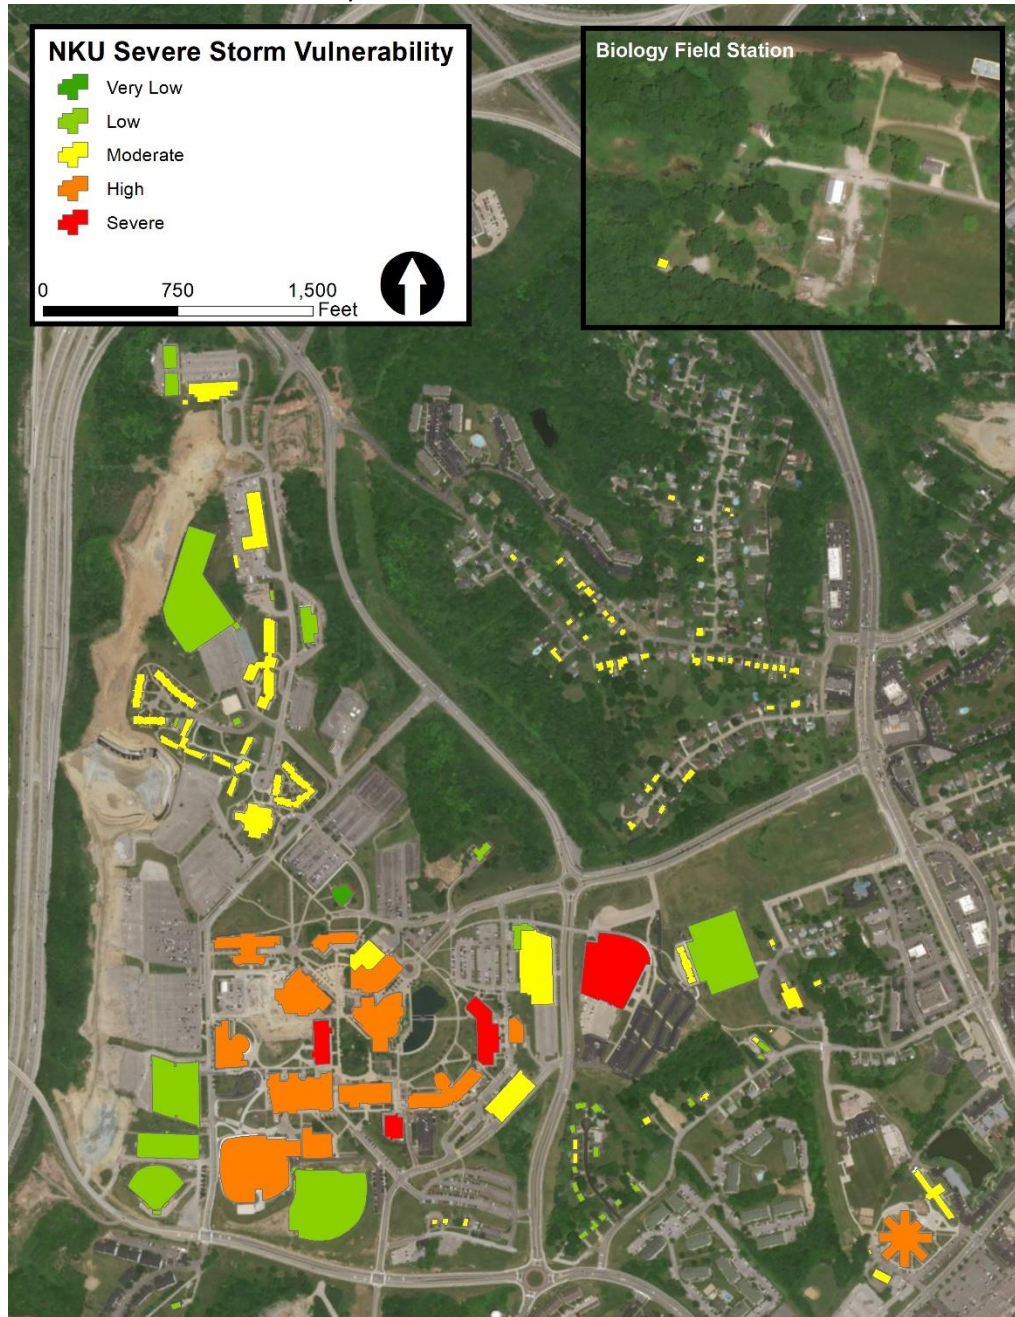 NKU Severe Storm Vulnerability
Very Low
Low
Moderate
High
Severe
0 750 1,500
Feet
Biology Field Station